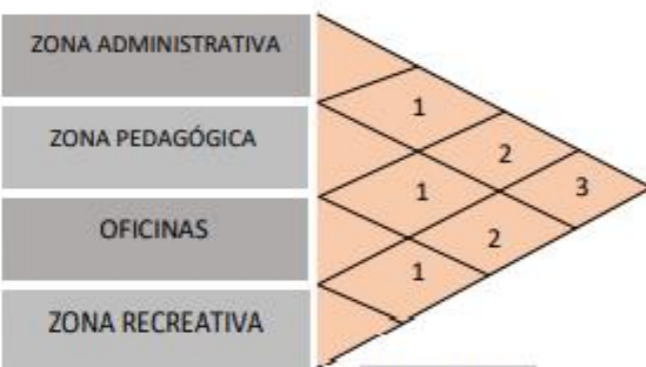 ZONA ADMINISTRATIVA
1
ZONA PEDAGÓGICA
2
1
3
OFICINAS
2
1
ZONA RECREATIVA